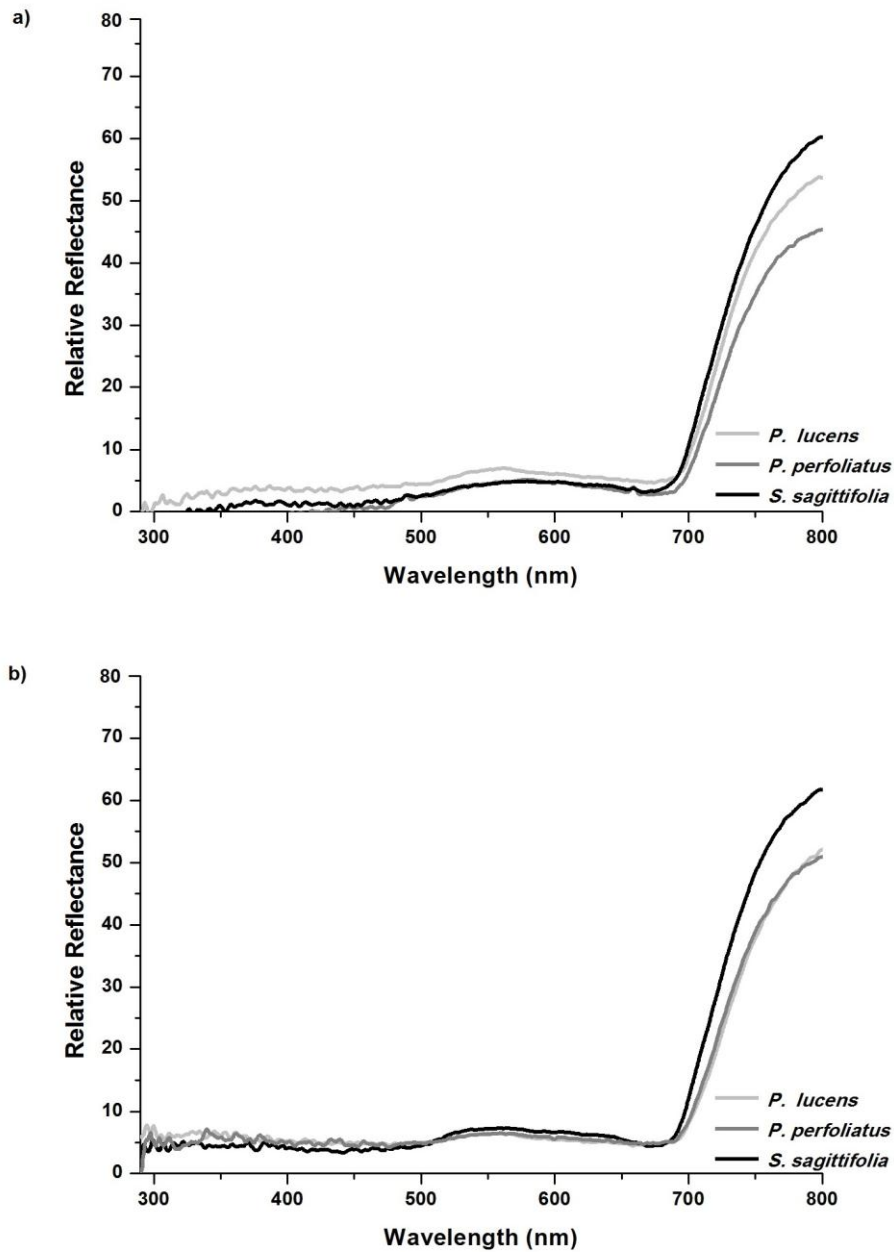 a)
80
70
60
50
40
30
20
10
0
Relative Reflectance
300 400 500 600 700 800
Wavelength (nm)
P. lucens
P. perfoliatus
S. sagittifolia
b)
80
70
60
50
40
30
20
10
0
Relative Reflectance
300 400 500 600 700 800
Wavelength (nm)
P. lucens
P. perfoliatus
S. sagittifolia